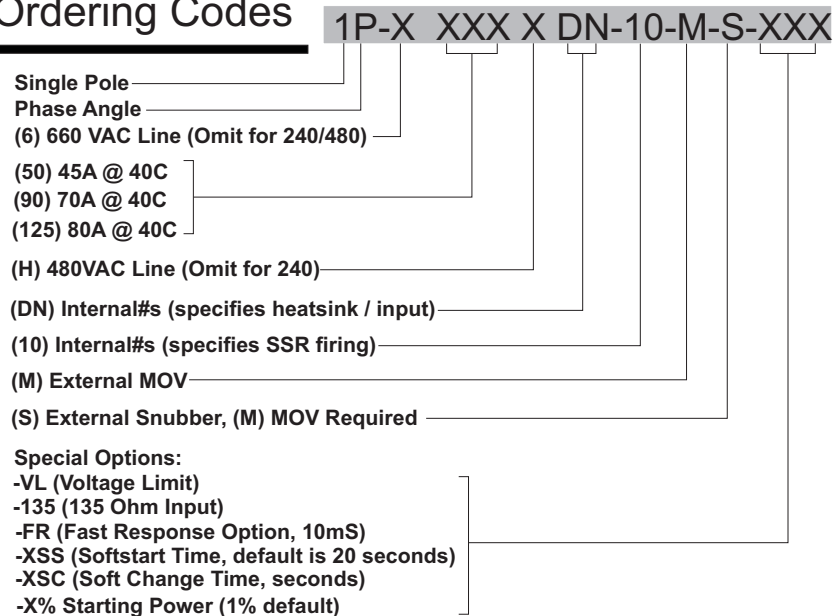 Ordering Codes
1P-X XXX X DN-10-M-S-XXX
Single Pole
Phase Angle
(6) 660 VAC Line (Omit for 240/480)
(50) 45A @ 40C
(90) 70A @ 40C
(125) 80A @ 40C
(H) 480VAC Line (Omit for 240)
(DN) Internal#s (specifies heatsink / input)
(10) Internal#s (specifies SSR firing)
(M) External MOV
(S) External Snubber, (M) MOV Required
Special Options:
-VL (Voltage Limit)
-135 (135 Ohm Input)
-FR (Fast Response Option, 10mS)
-XSS (Softstart Time, default is 20 seconds)
-XSC (Soft Change Time, seconds)
-X% Starting Power (1% default)